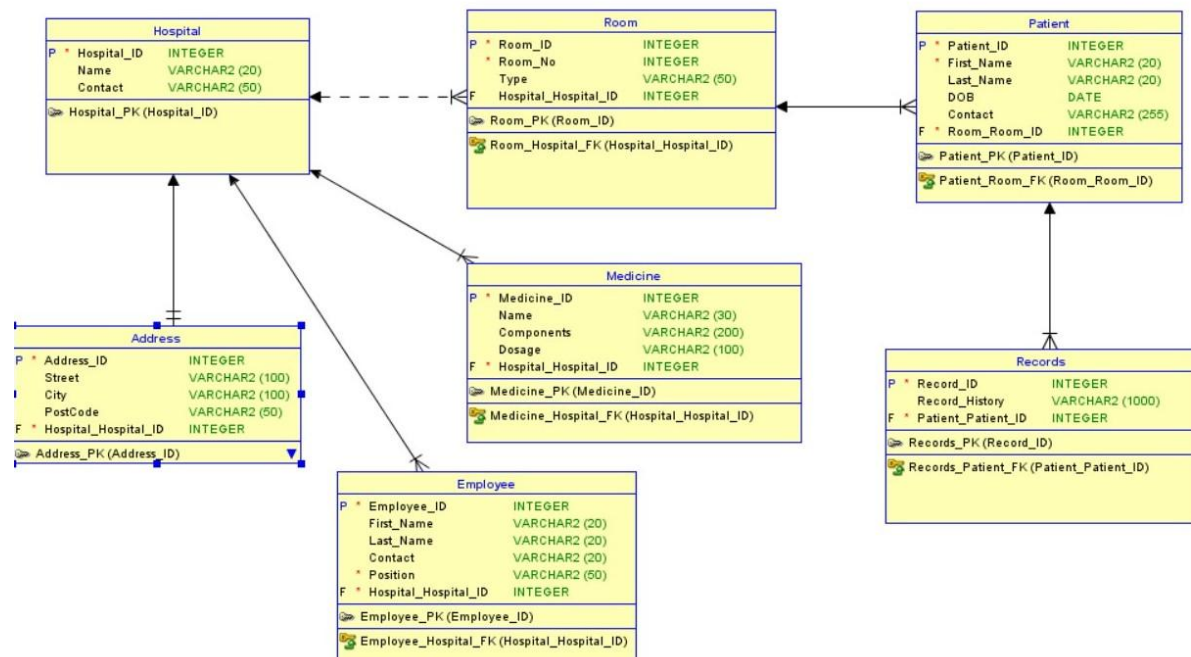 Hospital
P * Hospital_ID INTEGER
Name VARCHAR2 (20)
Contact VARCHAR2 (50)
Hospital_PK (Hospital_ID)
Room
P * Room_ID INTEGER
* Room_No INTEGER
Type VARCHAR2 (50)
F Hospital_Hospital_ID INTEGER
Room_PK (Room_ID)
Room_Hospital_FK (Hospital_Hospital_ID)
Patient
P * Patient_ID INTEGER
* First_Name VARCHAR2 (20)
Last_Name VARCHAR2 (20)
DOB DATE
Contact VARCHAR2 (255)
F * Room_Room_ID INTEGER
Patient_PK (Patient_ID)
Patient_Room_FK (Room_Room_ID)
Address
P * Address_ID INTEGER
Street VARCHAR2 (100)
City VARCHAR2 (100)
PostCode VARCHAR2 (50)
F * Hospital_Hospital_ID INTEGER
Address_PK (Address_ID)
Medicine
P * Medicine_ID INTEGER
Name VARCHAR2 (30)
Components VARCHAR2 (200)
Dosage VARCHAR2 (100)
F * Hospital_Hospital_ID INTEGER
Medicine_PK (Medicine_ID)
Medicine_Hospital_FK (Hospital_Hospital_ID)
Records
P * Record_ID INTEGER
Record_History VARCHAR2 (1000)
F * Patient_Patient_ID INTEGER
Records_PK (Record_ID)
Records_Patient_FK (Patient_Patient_ID)
Employee
P * Employee_ID INTEGER
First_Name VARCHAR2 (20)
Last_Name VARCHAR2 (20)
Contact VARCHAR2 (20)
* Position VARCHAR2 (50)
F * Hospital_Hospital_ID INTEGER
Employee_PK (Employee_ID)
Employee_Hospital_FK (Hospital_Hospital_ID)